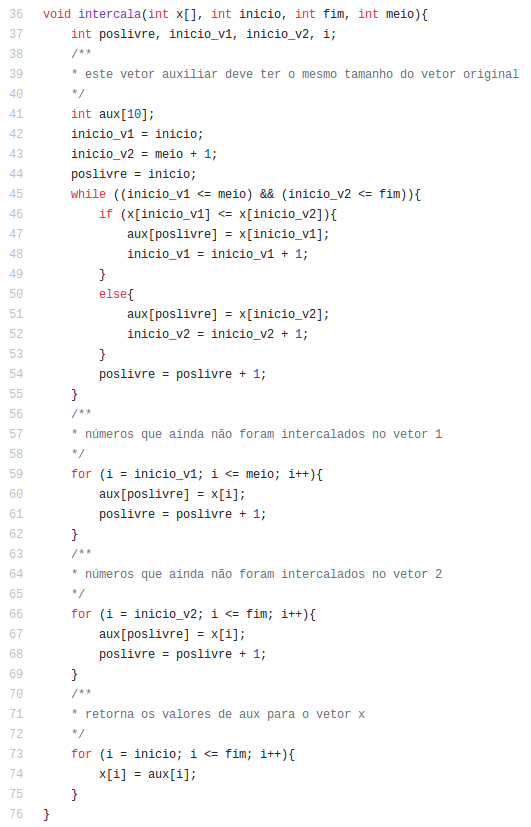 36 void intercala(int x[], int inicio, int fim, int meio){
37     int poslivre, inicio_v1, inicio_v2, i;
38     /**
39     * este vetor auxiliar deve ter o mesmo tamanho do vetor original
40     */
41     int aux[10];
42     inicio_v1 = inicio;
43     inicio_v2 = meio + 1;
44     poslivre = inicio;
45     while ((inicio_v1 <= meio) && (inicio_v2 <= fim)){
46         if (x[inicio_v1] <= x[inicio_v2]){
47             aux[poslivre] = x[inicio_v1];
48             inicio_v1 = inicio_v1 + 1;
49         }
50         else{
51             aux[poslivre] = x[inicio_v2];
52             inicio_v2 = inicio_v2 + 1;
53         }
54         poslivre = poslivre + 1;
55     }
56     /**
57     * números que ainda não foram intercalados no vetor 1
58     */
59     for (i = inicio_v1; i <= meio; i++){
60         aux[poslivre] = x[i];
61         poslivre = poslivre + 1;
62     }
63     /**
64     * números que ainda não foram intercalados no vetor 2
65     */
66     for (i = inicio_v2; i <= fim; i++){
67         aux[poslivre] = x[i];
68         poslivre = poslivre + 1;
69     }
70     /**
71     * retorna os valores de aux para o vetor x
72     */
73     for (i = inicio; i <= fim; i++){
74         x[i] = aux[i];
75     }
76 }